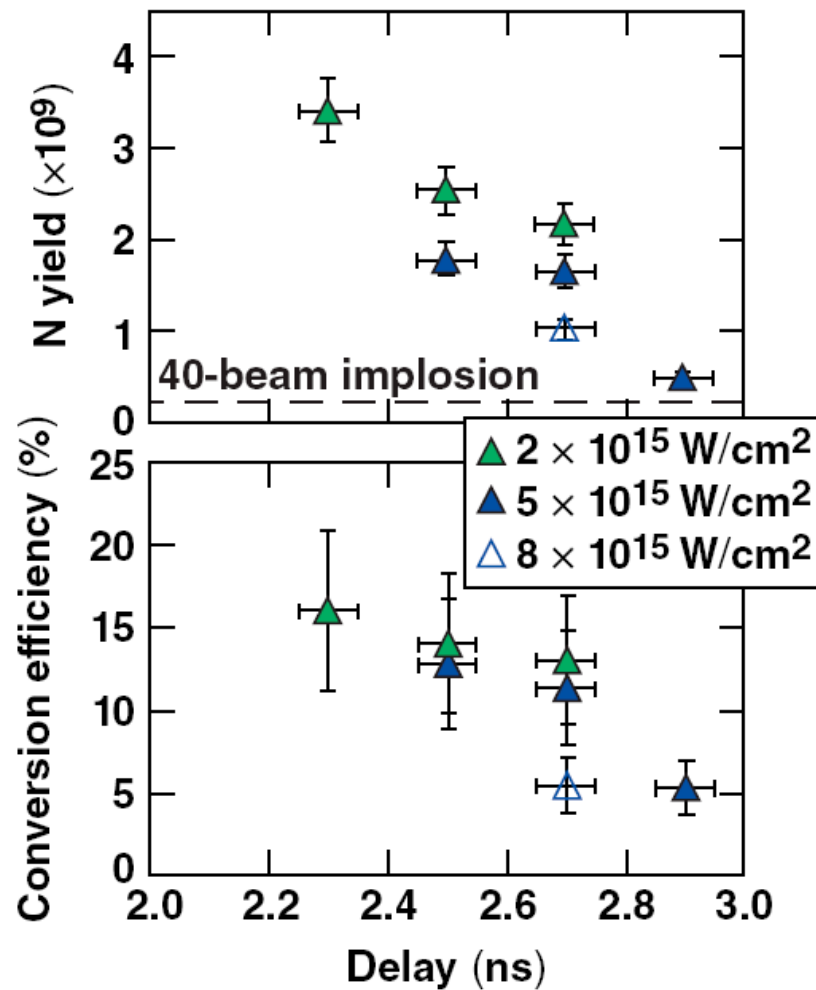 4
3
2
1
0
N yield (×10⁹)
40-beam implosion
2 × 10¹⁵ W/cm²
5 × 10¹⁵ W/cm²
8 × 10¹⁵ W/cm²
25
20
15
10
5
0
Conversion efficiency (%)
2.0 2.2 2.4 2.6 2.8 3.0
Delay (ns)